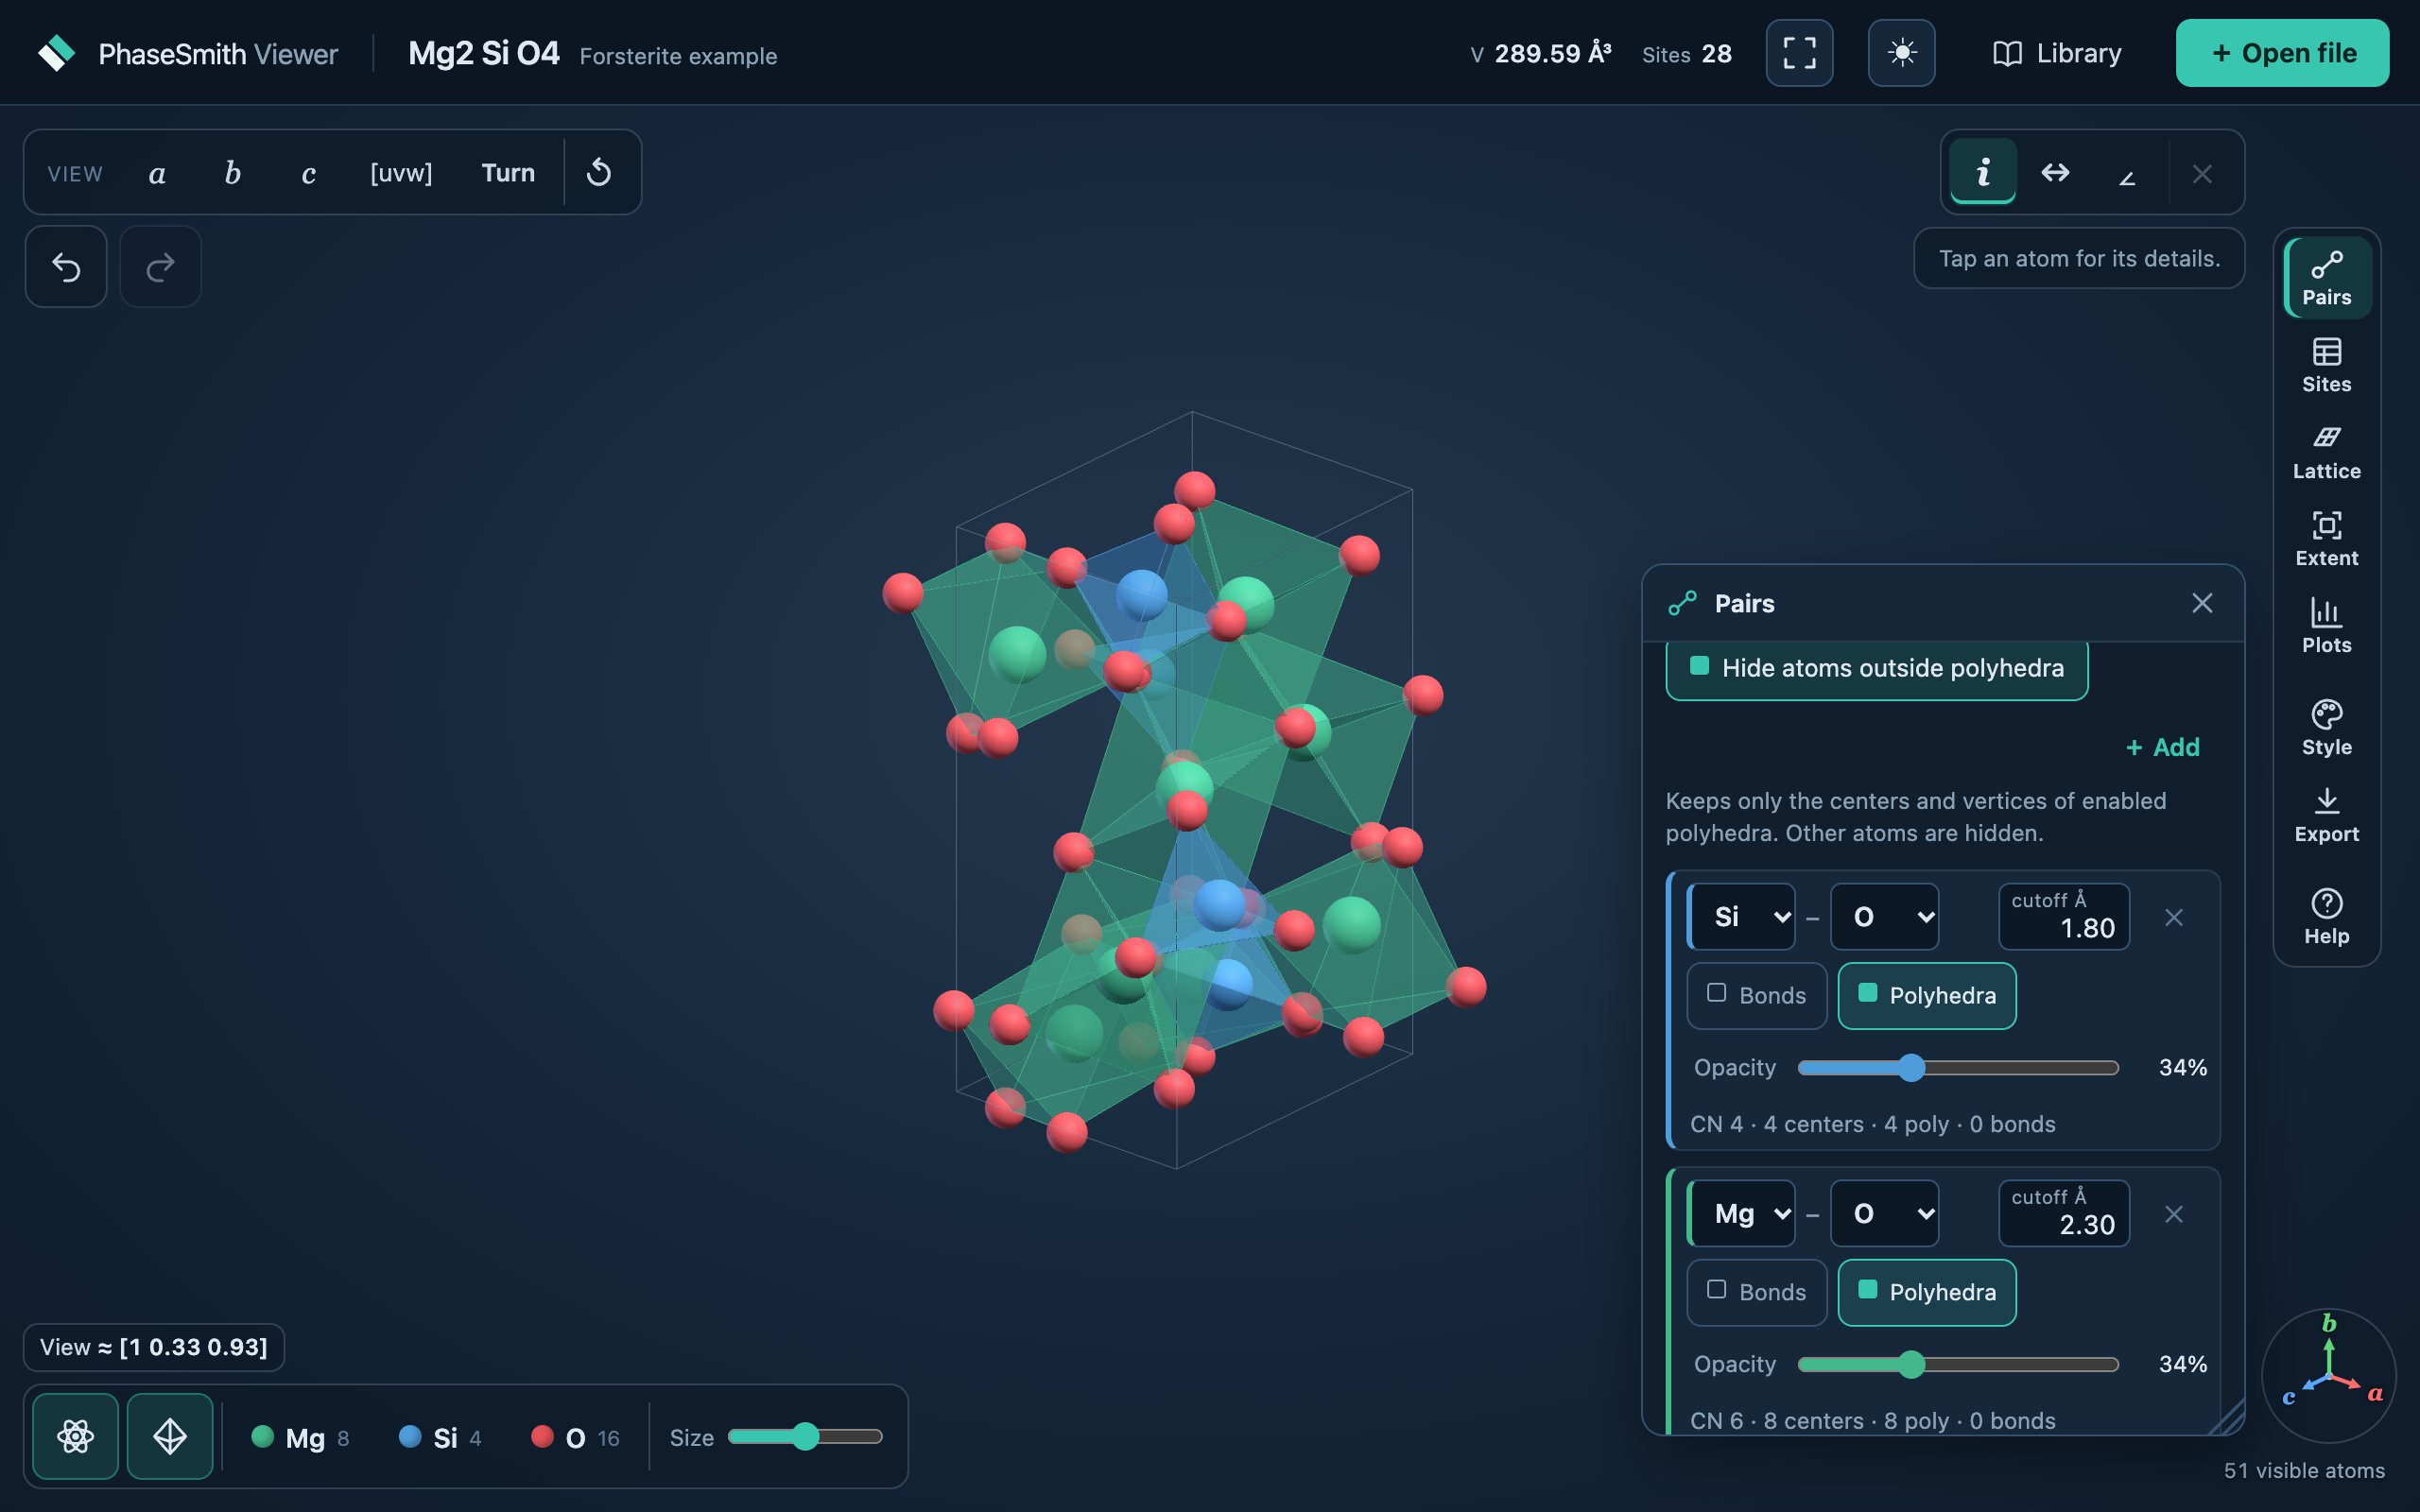 PhaseSmith Viewer
Mg2 Si O4 Forsterite example
V 289.59 Å³ Sites 28
Library
+ Open file
VIEW a b c [uvw] Turn
i
Tap an atom for its details.
Pairs
Sites
Lattice
Extent
Plots
Style
Export
Help
Pairs
Hide atoms outside polyhedra
+ Add
Keeps only the centers and vertices of enabled
polyhedra. Other atoms are hidden.
Si – O cutoff Å 1.80
Bonds Polyhedra
Opacity 34%
CN 4 · 4 centers · 4 poly · 0 bonds
Mg – O cutoff Å 2.30
Bonds Polyhedra
Opacity 34%
CN 6 · 8 centers · 8 poly · 0 bonds
View ≈ [1 0.33 0.93]
Mg 8 Si 4 O 16 Size
b
c a
51 visible atoms